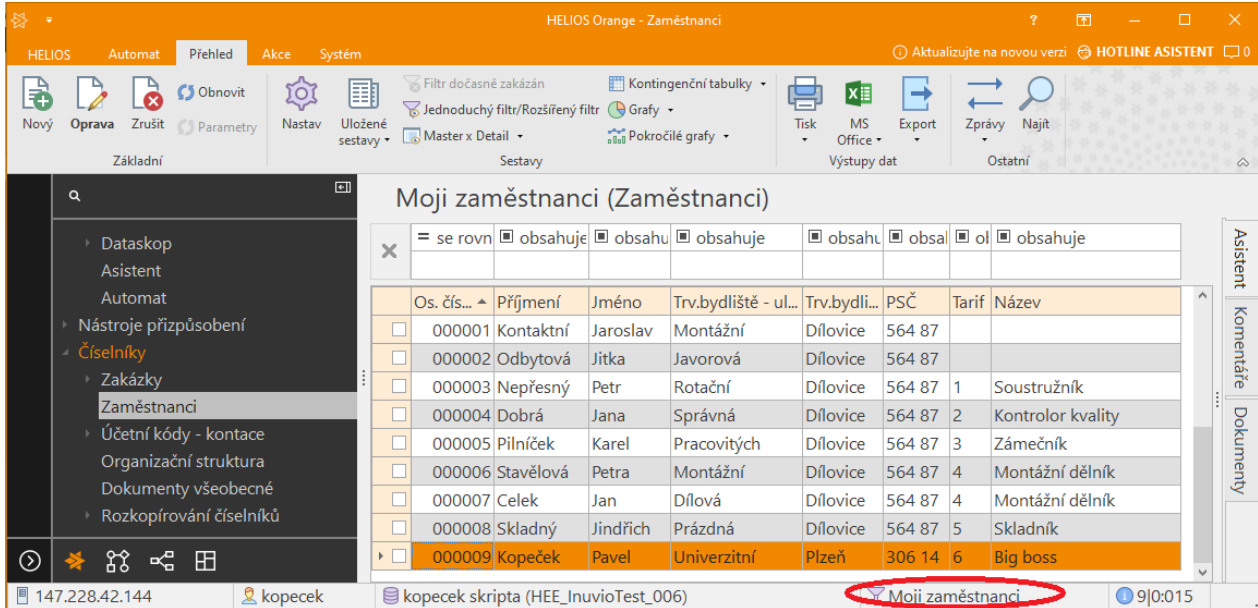 HELIOS Orange - Zaměstnanci
?
HELIOS Automat Přehled Akce Systém
Aktualizujte na novou verzi HOTLINE ASISTENT 0
Nový
Oprava
Zrušit
Obnovit
Parametry
Základní
Nastav
Uložené
sestavy
Filtr dočasně zakázán
Jednoduchý filtr/Rozšířený filtr
Master x Detail
Kontingenční tabulky
Grafy
Pokročilé grafy
Sestavy
Tisk
MS
Office
Export
Výstupy dat
Zprávy
Najít
Ostatní
Dataskop
Asistent
Automat
Nástroje přizpůsobení
Číselníky
Zakázky
Zaměstnanci
Účetní kódy - kontace
Organizační struktura
Dokumenty všeobecné
Rozkopírování číselníků
Moji zaměstnanci (Zaměstnanci)
= se rovn obsahuje obsahu obsahuje obsahu obsal ol obsahuje
Os. čís... Příjmení Jméno Trv.bydliště - ul... Trv.bydli... PSČ Tarif Název
000001 Kontaktní Jaroslav Montážní Dílovice 564 87
000002 Odbytová Jitka Javorová Dílovice 564 87
000003 Nepřesný Petr Rotační Dílovice 564 87 1 Soustružník
000004 Dobrá Jana Správná Dílovice 564 87 2 Kontrolor kvality
000005 Pilníček Karel Pracovitých Dílovice 564 87 3 Zámečník
000006 Stavělová Petra Montážní Dílovice 564 87 4 Montážní dělník
000007 Celek Jan Dílová Dílovice 564 87 4 Montážní dělník
000008 Skladný Jindřich Prázdná Dílovice 564 87 5 Skladník
000009 Kopeček Pavel Univerzitní Plzeň 306 14 6 Big boss
Asistent
Komentáře
Dokumenty
147.228.42.144 kopecek kopecek skripta (HEE_InuvioTest_006) Moji zaměstnanci 9|0:015